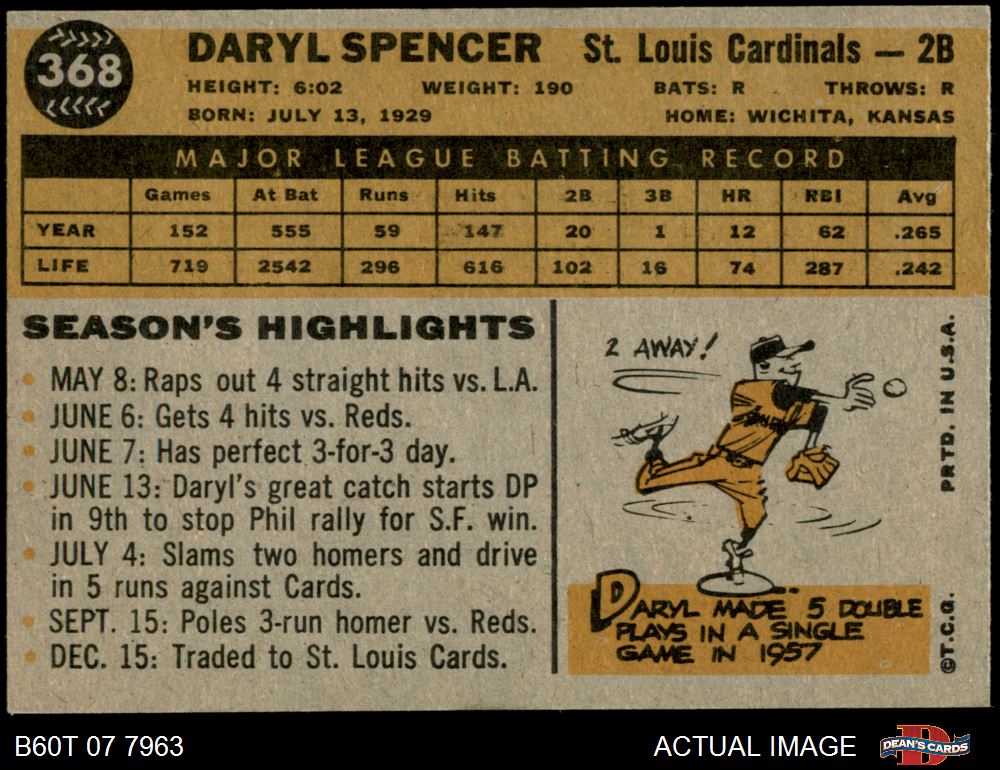 368
DARYL SPENCER St. Louis Cardinals — 2B
HEIGHT: 6:02 WEIGHT: 190 BATS: R THROWS: R
BORN: JULY 13, 1929 HOME: WICHITA, KANSAS
MAJOR LEAGUE BATTING RECORD
Games At Bat Runs Hits 2B 3B HR RBI Avg
YEAR 152 555 59 147 20 1 12 62 .265
LIFE 719 2542 296 616 102 16 74 287 .242
SEASON'S HIGHLIGHTS
• MAY 8: Raps out 4 straight hits vs. L.A.
• JUNE 6: Gets 4 hits vs. Reds.
• JUNE 7: Has perfect 3-for-3 day.
• JUNE 13: Daryl's great catch starts DP
in 9th to stop Phil rally for S.F. win.
• JULY 4: Slams two homers and drive
in 5 runs against Cards.
• SEPT. 15: Poles 3-run homer vs. Reds.
• DEC. 15: Traded to St. Louis Cards.
2 AWAY!
DARYL MADE 5 DOUBLE
PLAYS IN A SINGLE
GAME IN 1957
©T.C.G. PRTD. IN U.S.A.
B60T 07 7963 ACTUAL IMAGE DEAN'S CARDS